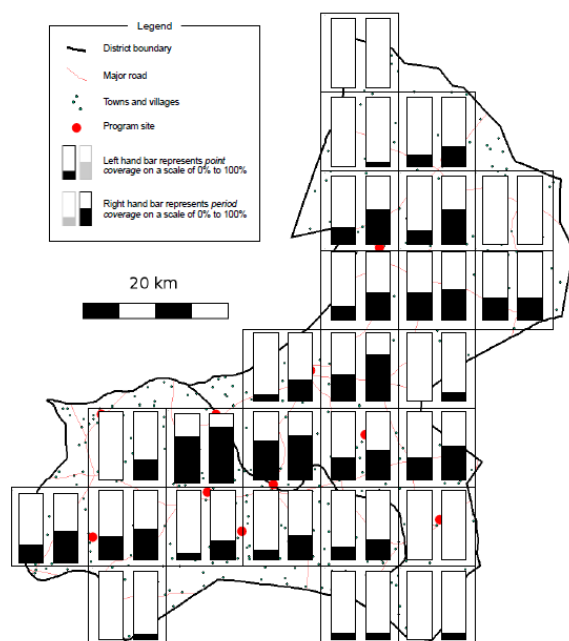 Legend
District boundary
Major road
Towns and villages
Program site
Left hand bar represents point
coverage on a scale of 0% to 100%
Right hand bar represents period
coverage on a scale of 0% to 100%
20 km